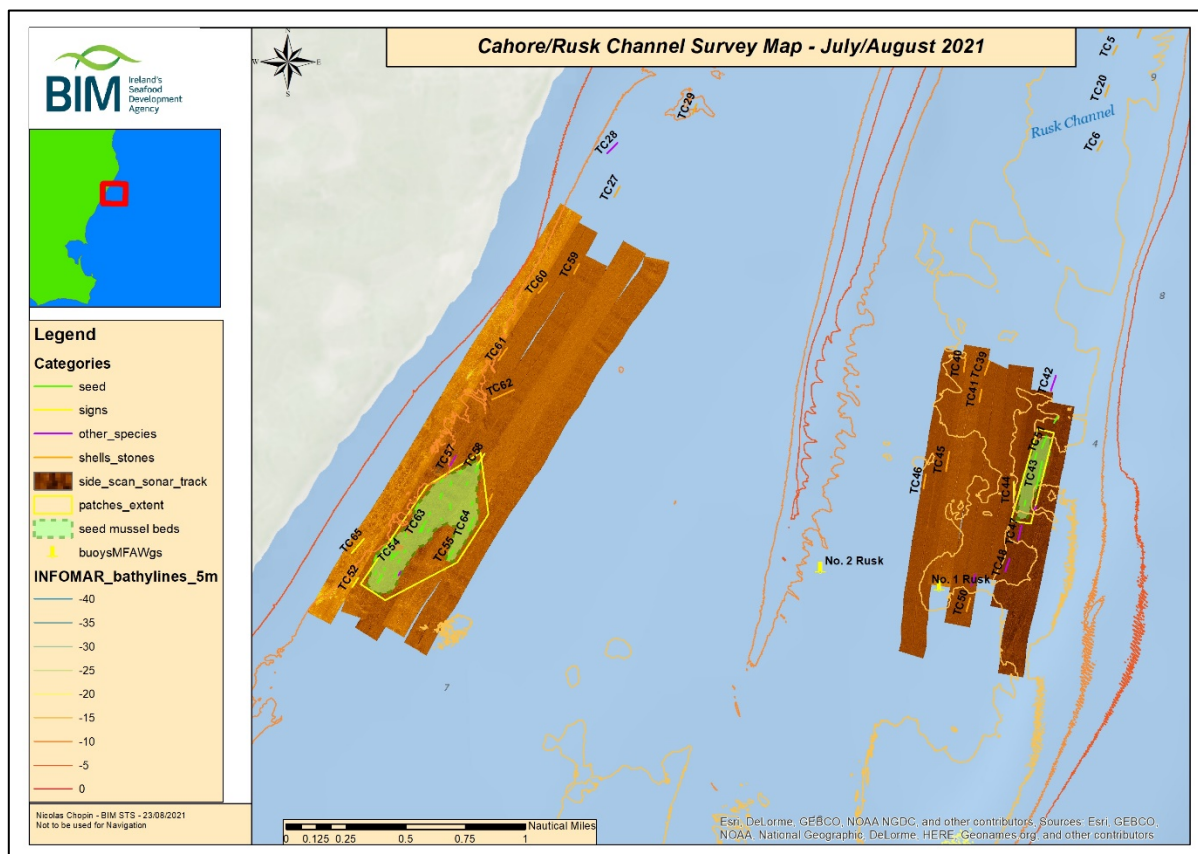 Cahore/Rusk Channel Survey Map - July/August 2021
BIM
Ireland's
Seafood
Development
Agency
N
W
E
S
Legend
Categories
seed
signs
other_species
shells_stones
side_scan_sonar_track
patches_extent
seed mussel beds
buoysMFAWgs
INFOMAR_bathylines_5m
-40
-35
-30
-25
-20
-15
-10
-5
0
Nicolas Chopin - BIM STS - 23/08/2021
Not to be used for Navigation
TC5
9
TC20
Rusk Channel
TC6
TC29
TC28
TC27
8
TC59
TC60
TC61
TC62
TC57
TC58
TC63
TC64
TC54
TC55
TC65
TC52
TC40
TC39
TC41
TC42
4
TC51
TC45
TC46
TC43
TC44
TC47
TC48
No. 2 Rusk
No. 1 Rusk
TC50
7
Nautical Miles
0 0.125 0.25 0.5 0.75 1
Esri, DeLorme, GEBCO, NOAA NGDC, and other contributors, Sources: Esri, GEBCO,
NOAA, National Geographic, DeLorme, HERE, Geonames.org, and other contributors